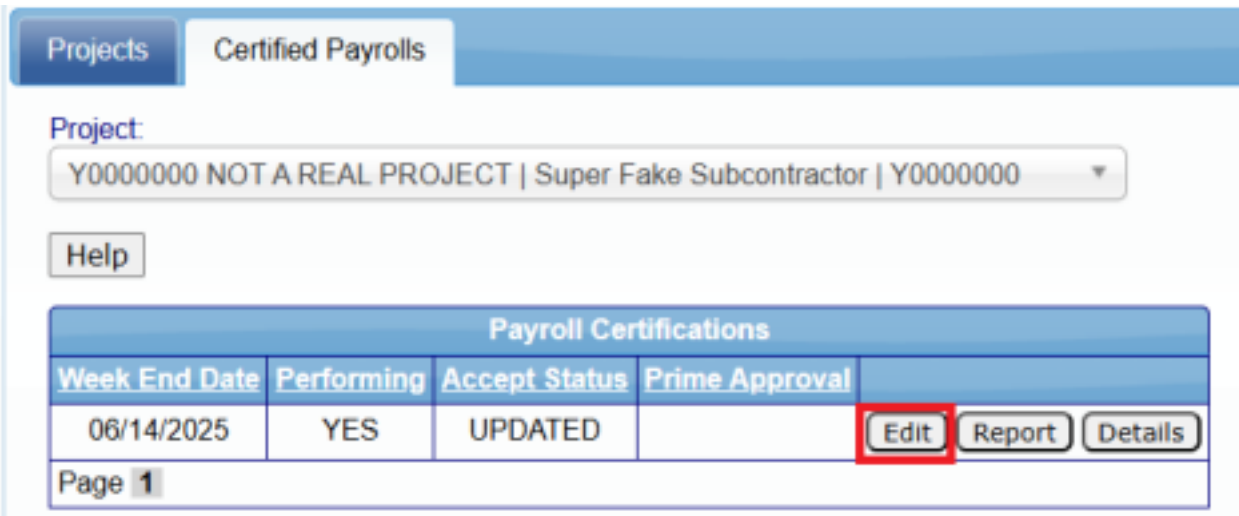 Projects Certified Payrolls
Project:
Y0000000 NOT A REAL PROJECT | Super Fake Subcontractor | Y0000000
Help
Payroll Certifications
Week End Date Performing Accept Status Prime Approval
06/14/2025 YES UPDATED Edit Report Details
Page 1